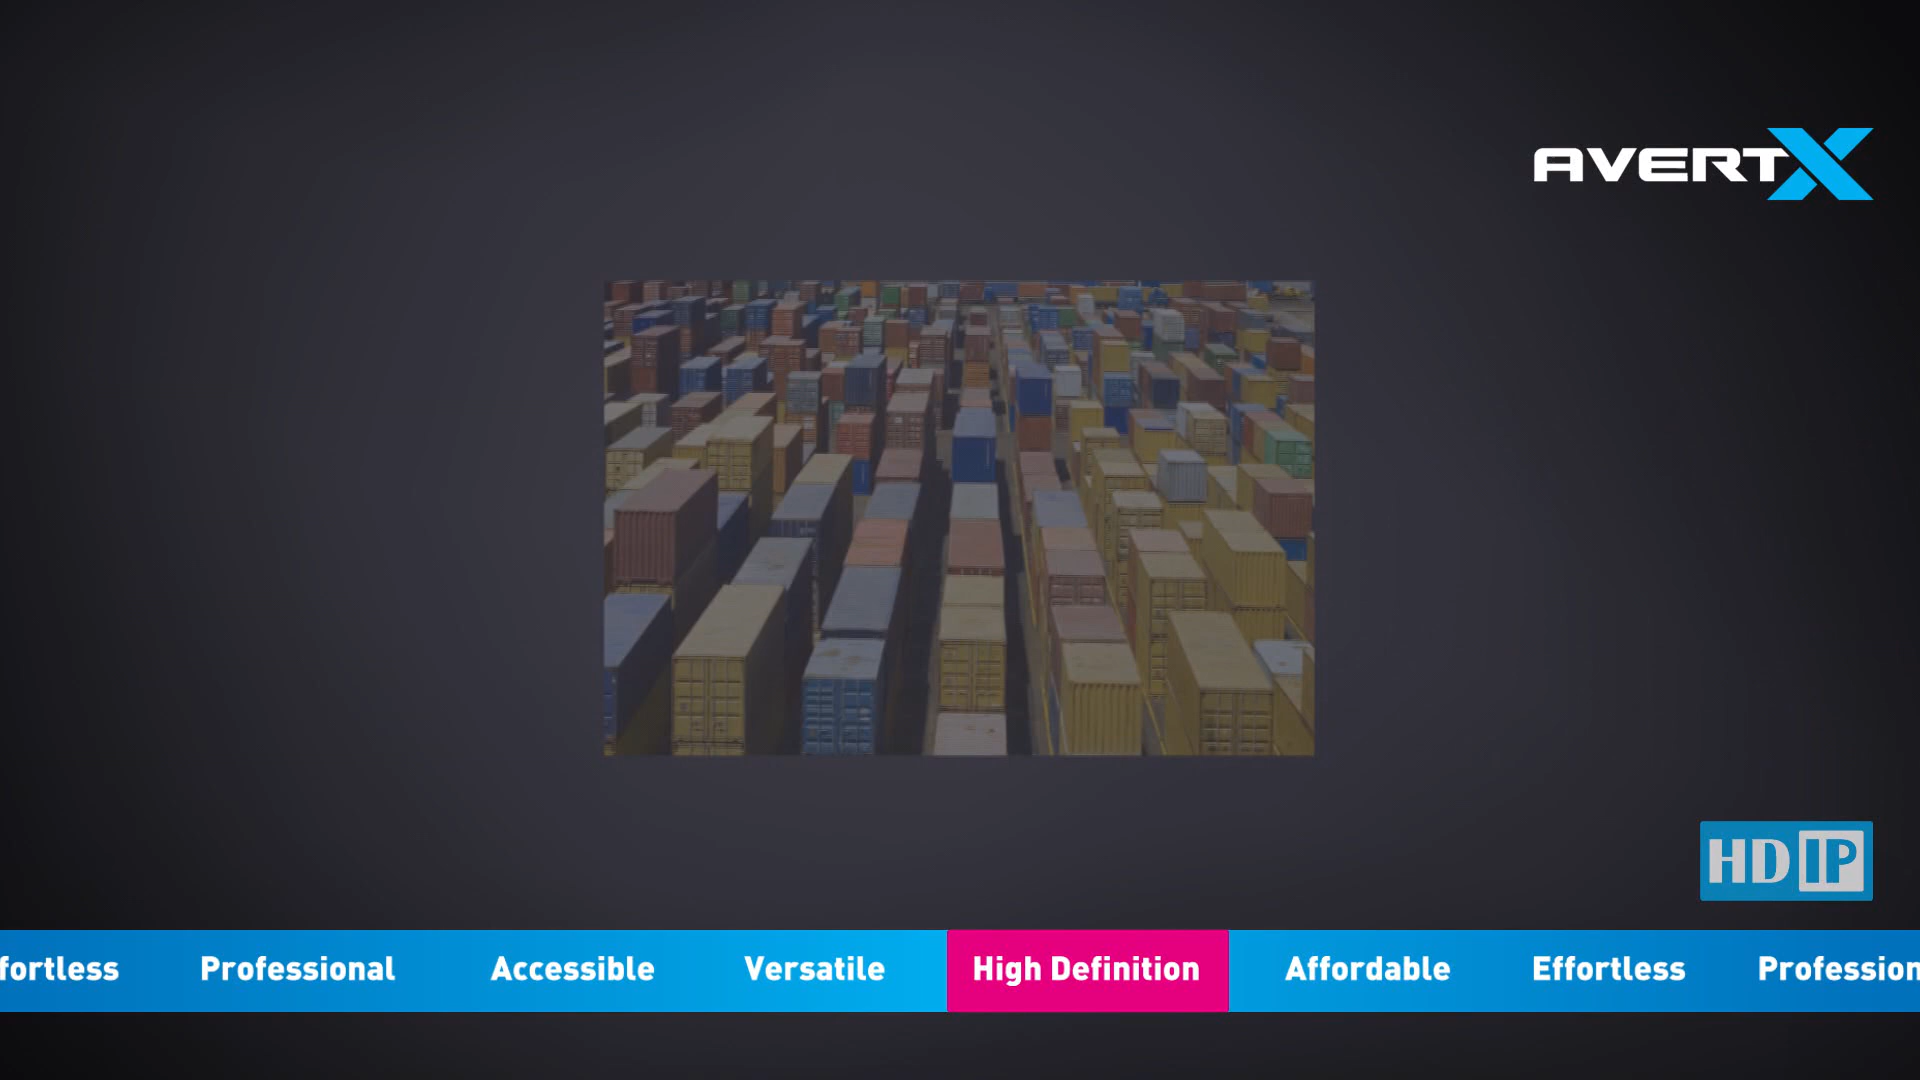 AVERTX
HD IP
fortless Professional Accessible Versatile High Definition Affordable Effortless Profession